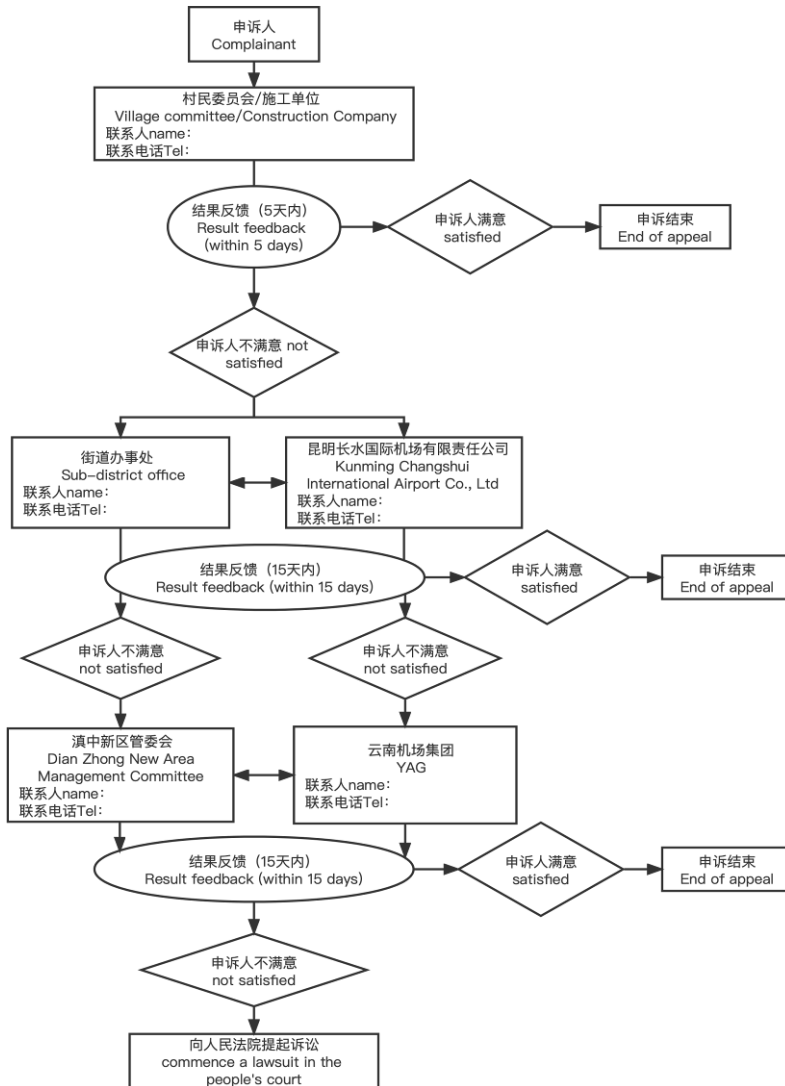 申诉人
Complainant
村民委员会/施工单位
Village committee/Construction Company
联系人name：
联系电话Tel：
结果反馈（5天内）
Result feedback
(within 5 days)
申诉人满意
satisfied
申诉结束
End of appeal
申诉人不满意 not
satisfied
街道办事处
Sub-district office
联系人name：
联系电话Tel：
昆明长水国际机场有限责任公司
Kunming Changshui
International Airport Co., Ltd
联系人name：
联系电话Tel：
结果反馈（15天内）
Result feedback (within 15 days)
申诉人满意
satisfied
申诉结束
End of appeal
申诉人不满意
not satisfied
申诉人不满意
not satisfied
滇中新区管委会
Dian Zhong New Area
Management Committee
联系人name：
联系电话Tel：
云南机场集团
YAG
联系人name：
联系电话Tel：
结果反馈（15天内）
Result feedback (within 15 days)
申诉人满意
satisfied
申诉结束
End of appeal
申诉人不满意
not satisfied
向人民法院提起诉讼
commence a lawsuit in the
people's court